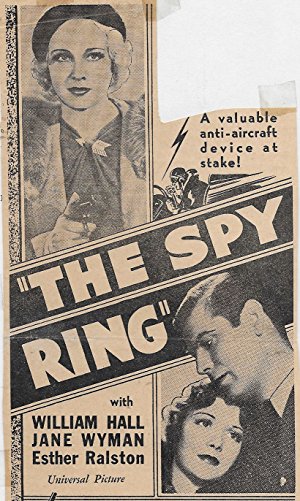 A valuable
anti-aircraft
device at
stake!
"THE SPY
RING"
with
WILLIAM HALL
JANE WYMAN
Esther Ralston
Universal Picture